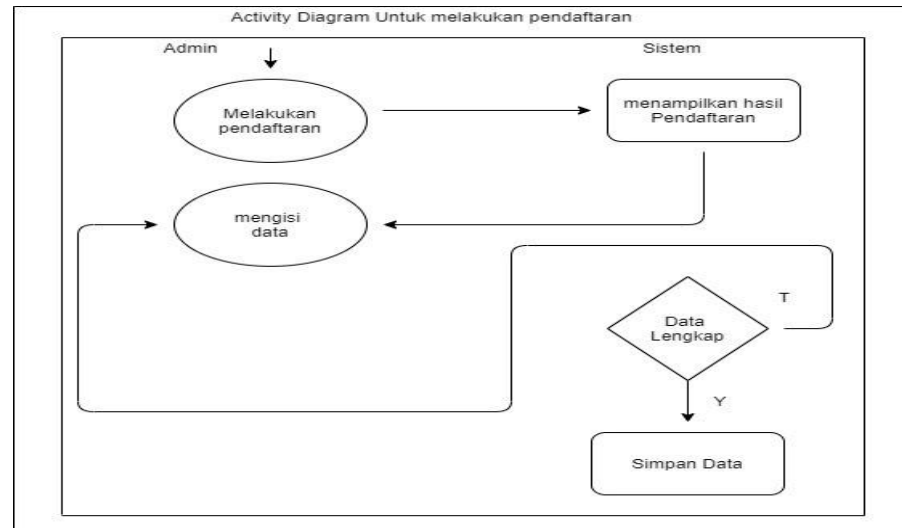 Activity Diagram Untuk melakukan pendaftaran
Admin
Sistem
Melakukan
pendaftaran
menampilkan hasil
Pendaftaran
mengisi
data
T
Data
Lengkap
Y
Simpan Data